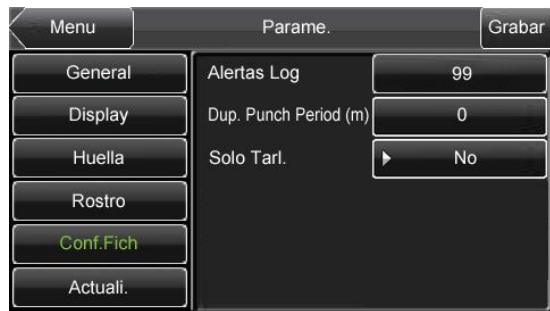 Menu Parame. Grabar
General Alertas Log 99
Display Dup. Punch Period (m) 0
Huella Solo Tarl. No
Rostro
Conf.Fich
Actuali.